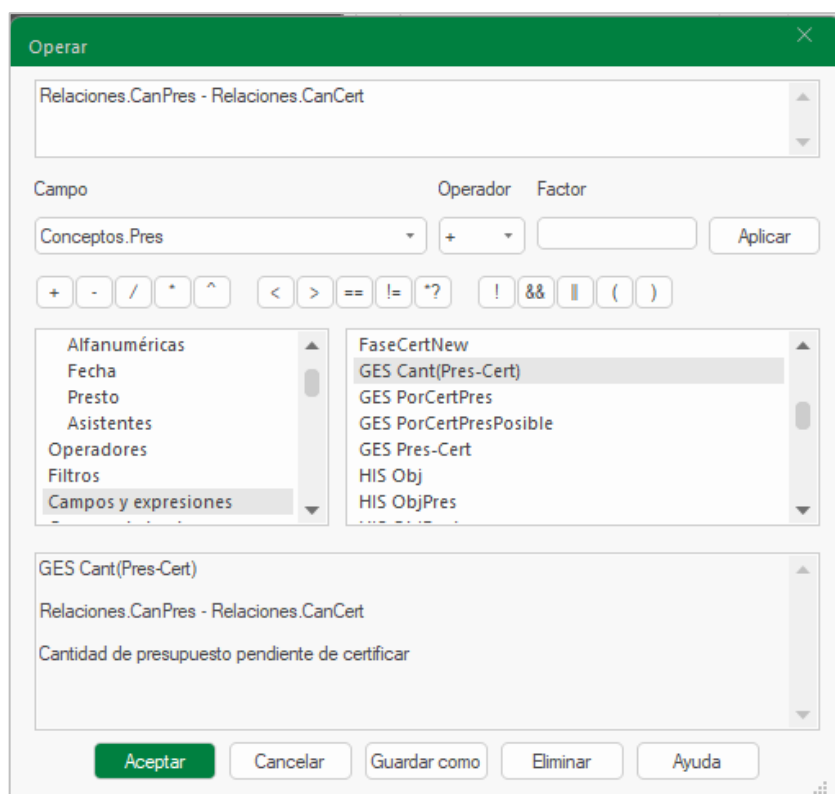 Operar
Relaciones.CanPres - Relaciones.CanCert
Campo Operador Factor
Conceptos.Pres + Aplicar
+ - / * ^ < > == != *? ! && || ( )
Alfanuméricas
Fecha
Presto
Asistentes
Operadores
Filtros
Campos y expresiones
FaseCertNew
GES Cant(Pres-Cert)
GES PorCertPres
GES PorCertPresPosible
GES Pres-Cert
HIS Obj
HIS ObjPres
GES Cant(Pres-Cert)
Relaciones.CanPres - Relaciones.CanCert
Cantidad de presupuesto pendiente de certificar
Aceptar Cancelar Guardar como Eliminar Ayuda